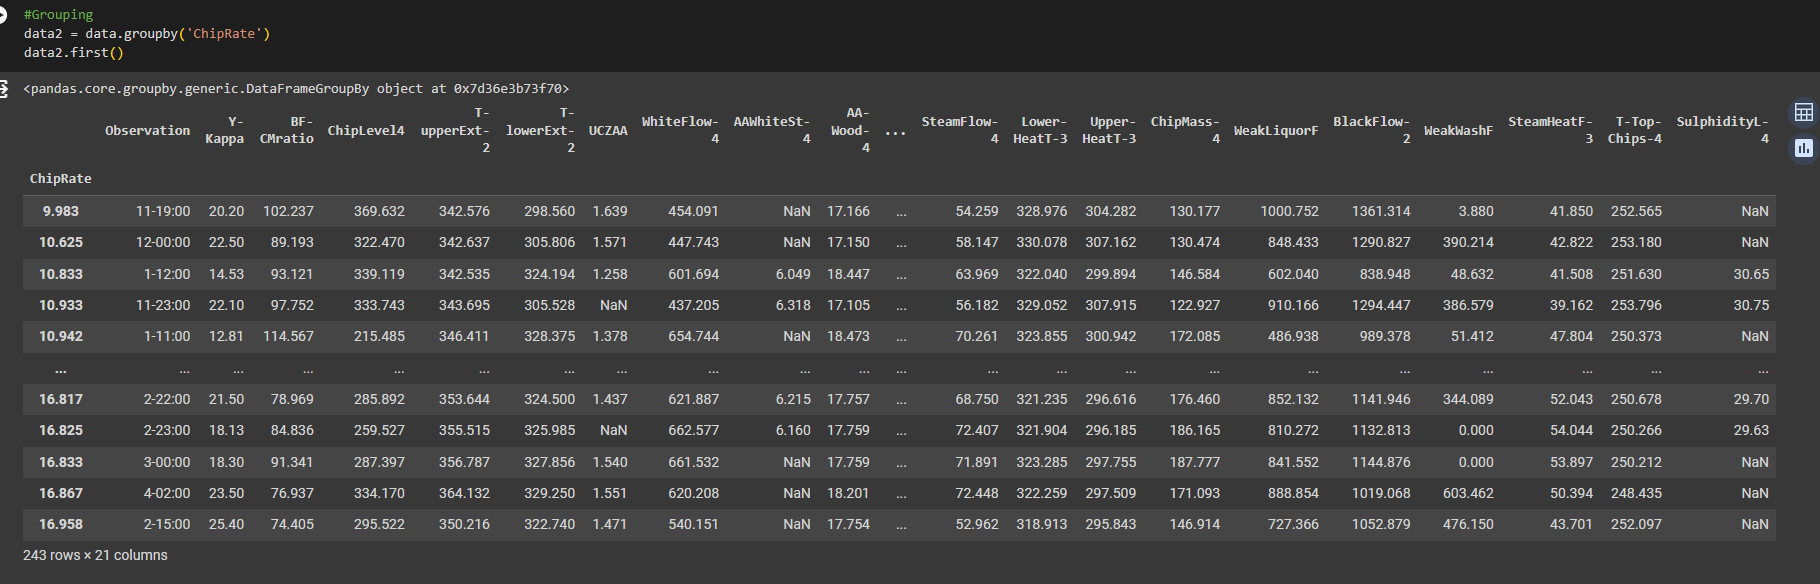 #Grouping
data2 = data.groupby('ChipRate')
data2.first()
<pandas.core.groupby.generic.DataFrameGroupBy object at 0x7d36e3b73f70>
Observation Y-Kappa BF-CMratio ChipLevel4 T-upperExt-2 T-lowerExt-2 UCZAA WhiteFlow-4 AAWhiteSt-4 AA-Wood-4 ... SteamFlow-4 Lower-HeatT-3 Upper-HeatT-3 ChipMass-4 WeakLiquorF BlackFlow-2 WeakWashF SteamHeatF-3 T-Top-Chips-4 SulphidityL-4
ChipRate
9.983 11-19:00 20.20 102.237 369.632 342.576 298.560 1.639 454.091 NaN 17.166 ... 54.259 328.976 304.282 130.177 1000.752 1361.314 3.880 41.850 252.565 NaN
10.625 12-00:00 22.50 89.193 322.470 342.637 305.806 1.571 447.743 NaN 17.150 ... 58.147 330.078 307.162 130.474 848.433 1290.827 390.214 42.822 253.180 NaN
10.833 1-12:00 14.53 93.121 339.119 342.535 324.194 1.258 601.694 6.049 18.447 ... 63.969 322.040 299.894 146.584 602.040 838.948 48.632 41.508 251.630 30.65
10.933 11-23:00 22.10 97.752 333.743 343.695 305.528 NaN 437.205 6.318 17.105 ... 56.182 329.052 307.915 122.927 910.166 1294.447 386.579 39.162 253.796 30.75
10.942 1-11:00 12.81 114.567 215.485 346.411 328.375 1.378 654.744 NaN 18.473 ... 70.261 323.855 300.942 172.085 486.938 989.378 51.412 47.804 250.373 NaN
... ... ... ... ... ... ... ... ... ... ... ... ... ... ... ... ... ... ... ... ... ...
16.817 2-22:00 21.50 78.969 285.892 353.644 324.500 1.437 621.887 6.215 17.757 ... 68.750 321.235 296.616 176.460 852.132 1141.946 344.089 52.043 250.678 29.70
16.825 2-23:00 18.13 84.836 259.527 355.515 325.985 NaN 662.577 6.160 17.759 ... 72.407 321.904 296.185 186.165 810.272 1132.813 0.000 54.044 250.266 29.63
16.833 3-00:00 18.30 91.341 287.397 356.787 327.856 1.540 661.532 NaN 17.759 ... 71.891 323.285 297.755 187.777 841.552 1144.876 0.000 53.897 250.212 NaN
16.867 4-02:00 23.50 76.937 334.170 364.132 329.250 1.551 620.208 NaN 18.201 ... 72.448 322.259 297.509 171.093 888.854 1019.068 603.462 50.394 248.435 NaN
16.958 2-15:00 25.40 74.405 295.522 350.216 322.740 1.471 540.151 NaN 17.754 ... 52.962 318.913 295.843 146.914 727.366 1052.879 476.150 43.701 252.097 NaN
243 rows × 21 columns